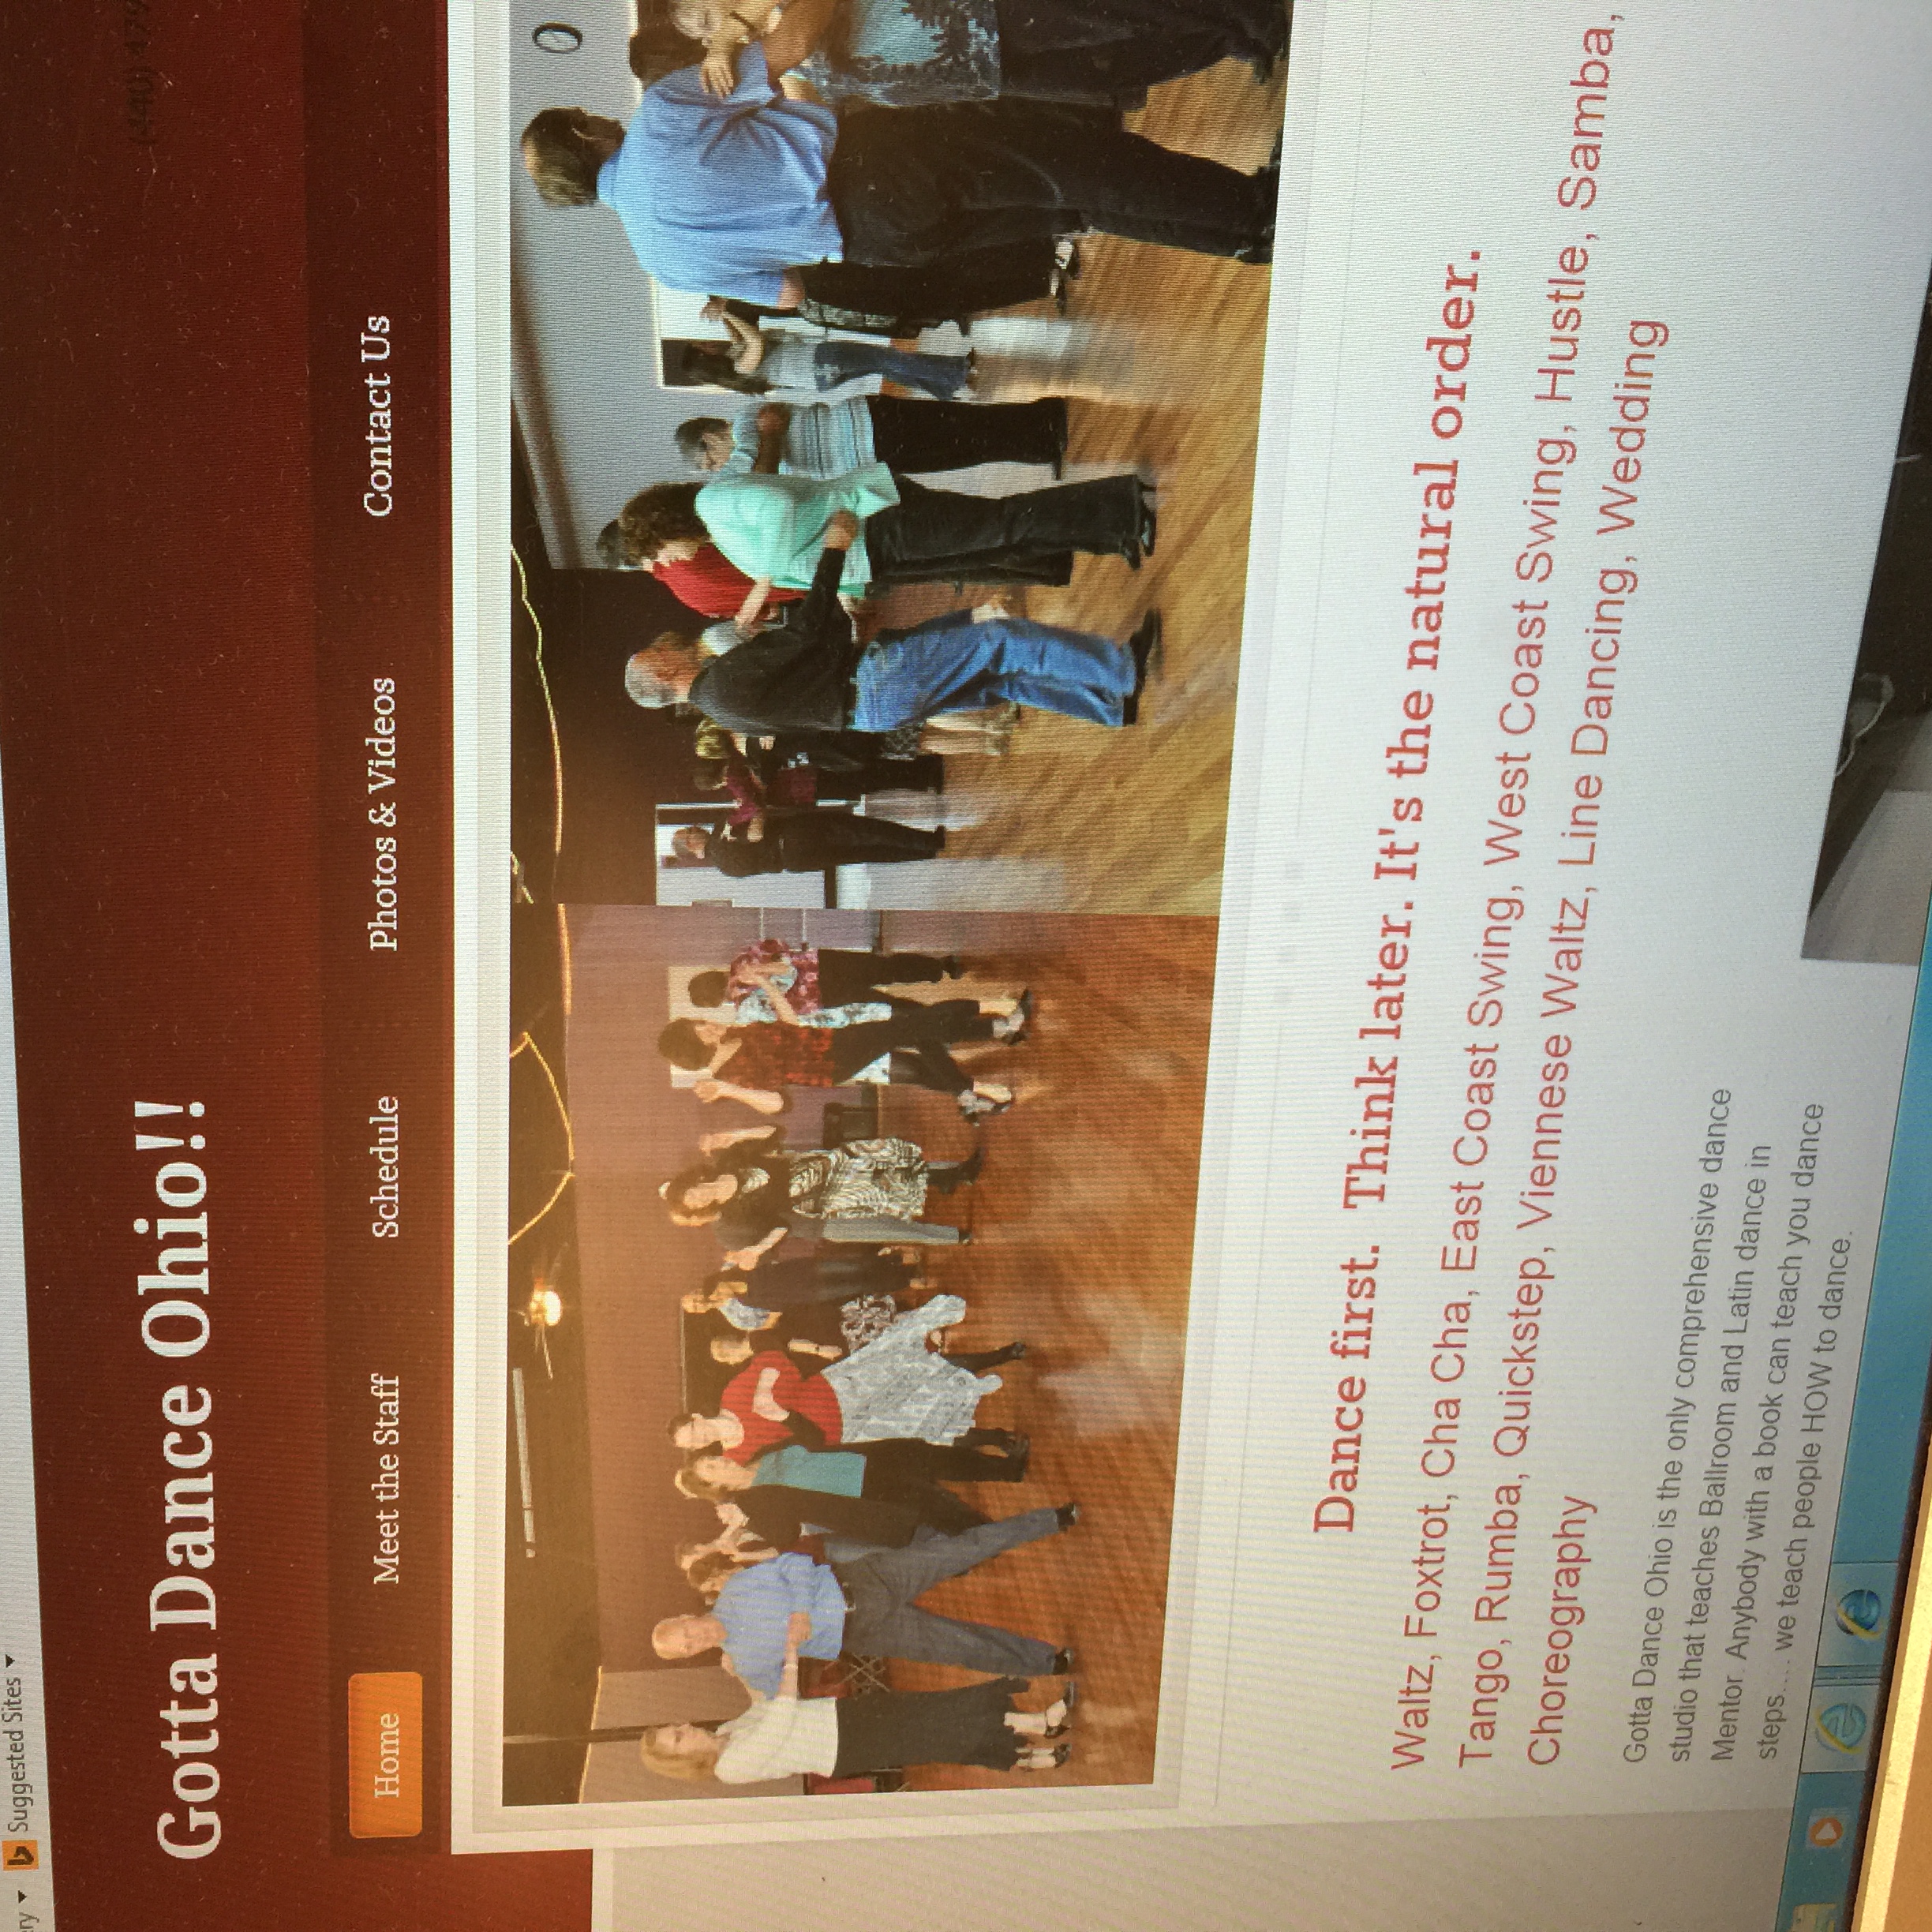 Suggested Sites
Gotta Dance Ohio!!
(440)
Home Meet the Staff Schedule Photos & Videos Contact Us
Dance first. Think later. It's the natural order.
Waltz, Foxtrot, Cha Cha, East Coast Swing, West Coast Swing, Hustle, Samba,
Tango, Rumba, Quickstep, Viennese Waltz, Line Dancing, Wedding
Choreography
Gotta Dance Ohio is the only comprehensive dance
studio that teaches Ballroom and Latin dance in
Mentor. Anybody with a book can teach you dance
steps.... we teach people HOW to dance.